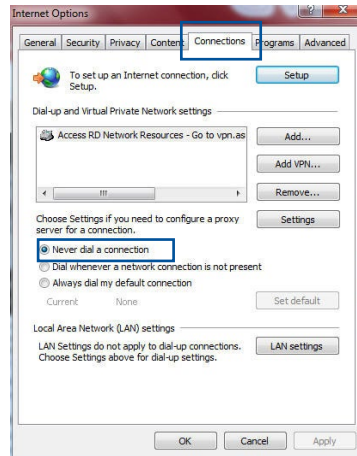 Internet Options
General Security Privacy Content Connections Programs Advanced
To set up an Internet connection, click
Setup.
Setup
Dial-up and Virtual Private Network settings
Access RD Network Resources - Go to vpn.as
Add...
Add VPN...
Remove...
Choose Settings if you need to configure a proxy
server for a connection.
Settings
Never dial a connection
Dial whenever a network connection is not present
Always dial my default connection
Current None
Set default
Local Area Network (LAN) settings
LAN Settings do not apply to dial-up connections.
Choose Settings above for dial-up settings.
LAN settings
OK Cancel Apply